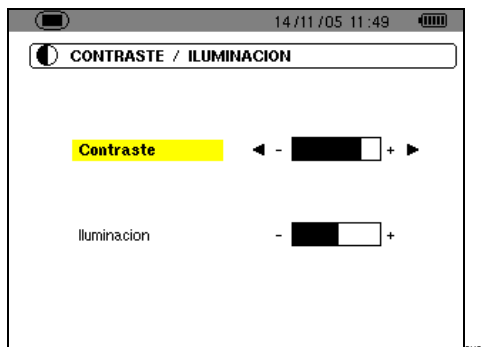 14/11/05 11:49
CONTRASTE / ILUMINACION
Contraste - +
Iluminacion - +